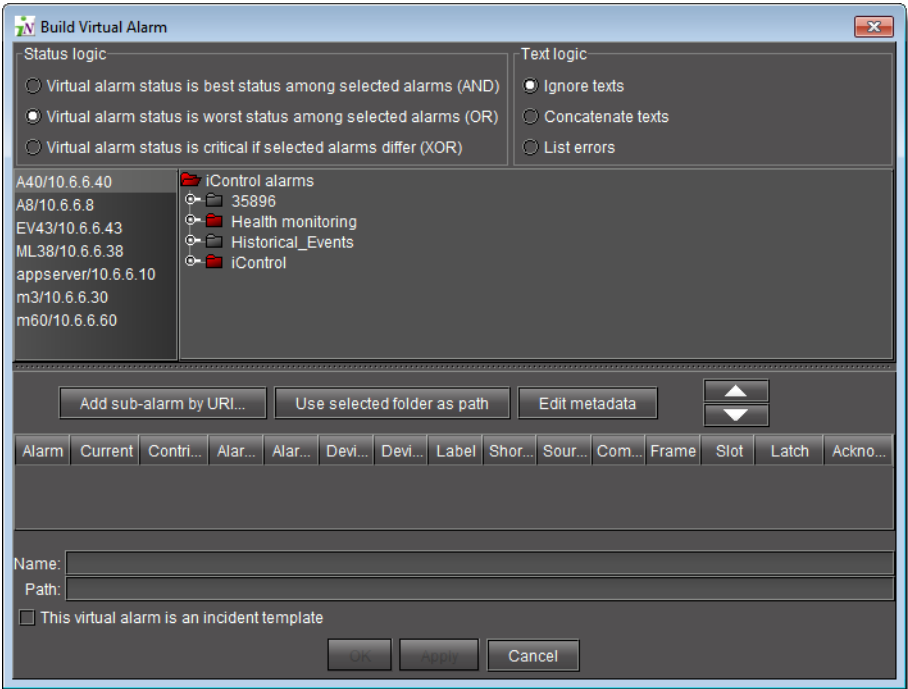 iN Build Virtual Alarm
Status logic
Virtual alarm status is best status among selected alarms (AND)
Virtual alarm status is worst status among selected alarms (OR)
Virtual alarm status is critical if selected alarms differ (XOR)
Text logic
Ignore texts
Concatenate texts
List errors
A40/10.6.6.40
A8/10.6.6.8
EV43/10.6.6.43
ML38/10.6.6.38
appserver/10.6.6.10
m3/10.6.6.30
m60/10.6.6.60
iControl alarms
35896
Health monitoring
Historical_Events
iControl
Add sub-alarm by URI... Use selected folder as path Edit metadata
Alarm Current Contri... Alar... Alar... Devi... Devi... Label Shor... Sour... Com... Frame Slot Latch Ackno...
Name:
Path:
This virtual alarm is an incident template
OK Apply Cancel